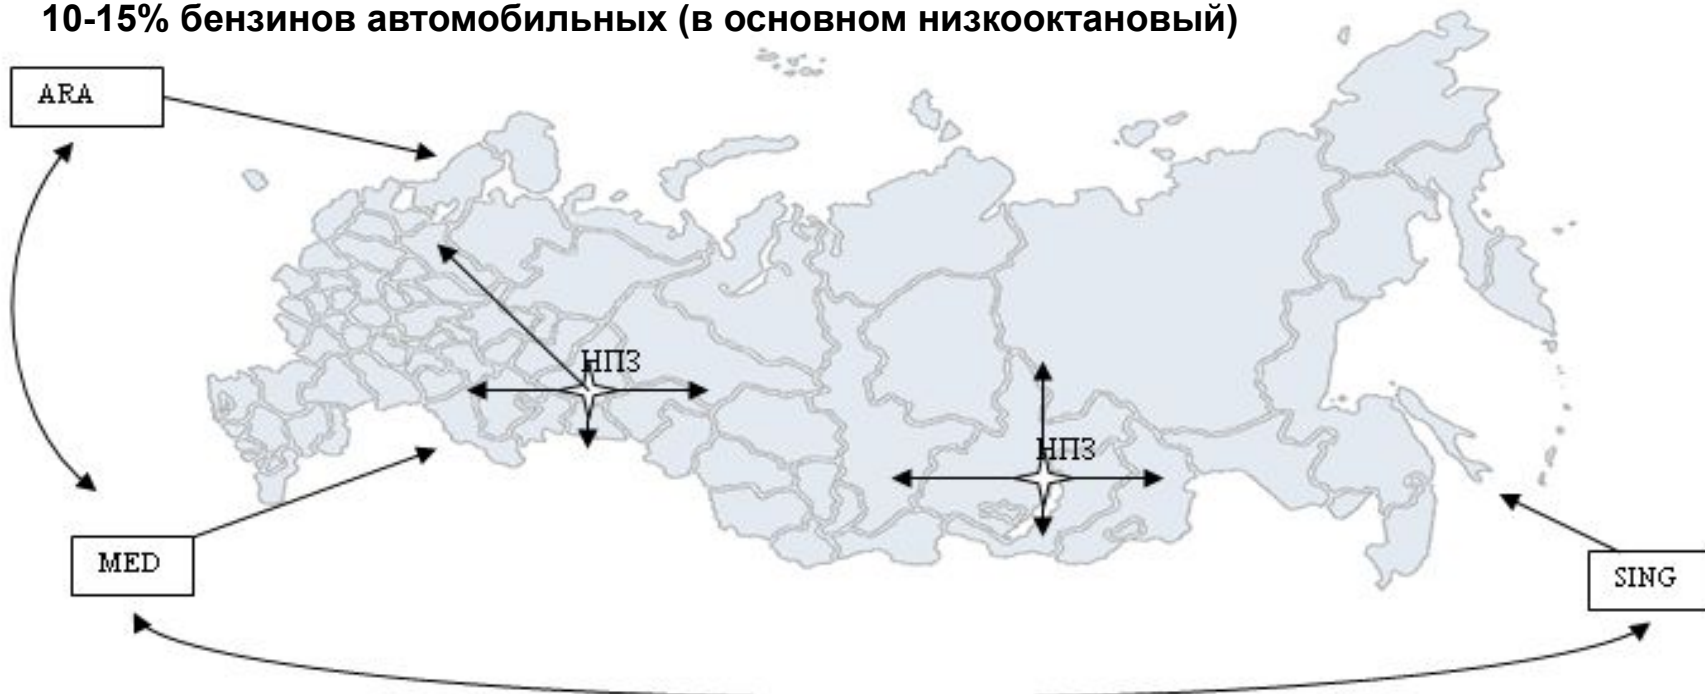 10-15% бензинов автомобильных (в основном низкооктановый)
ARA
НПЗ
НПЗ
MED
SING